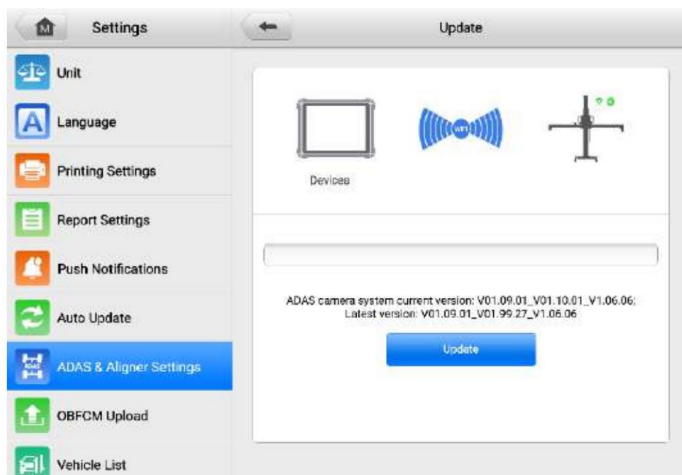 Settings
Update
Unit
Language
Printing Settings
Report Settings
Push Notifications
Auto Update
ADAS & Aligner Settings
OBFCM Upload
Vehicle List
WIFI
Devices
ADAS camera system current version: V01.09.01_V01.10.01_V1.06.06;
Latest version: V01.09.01_V01.99.27_V1.06.06
Update